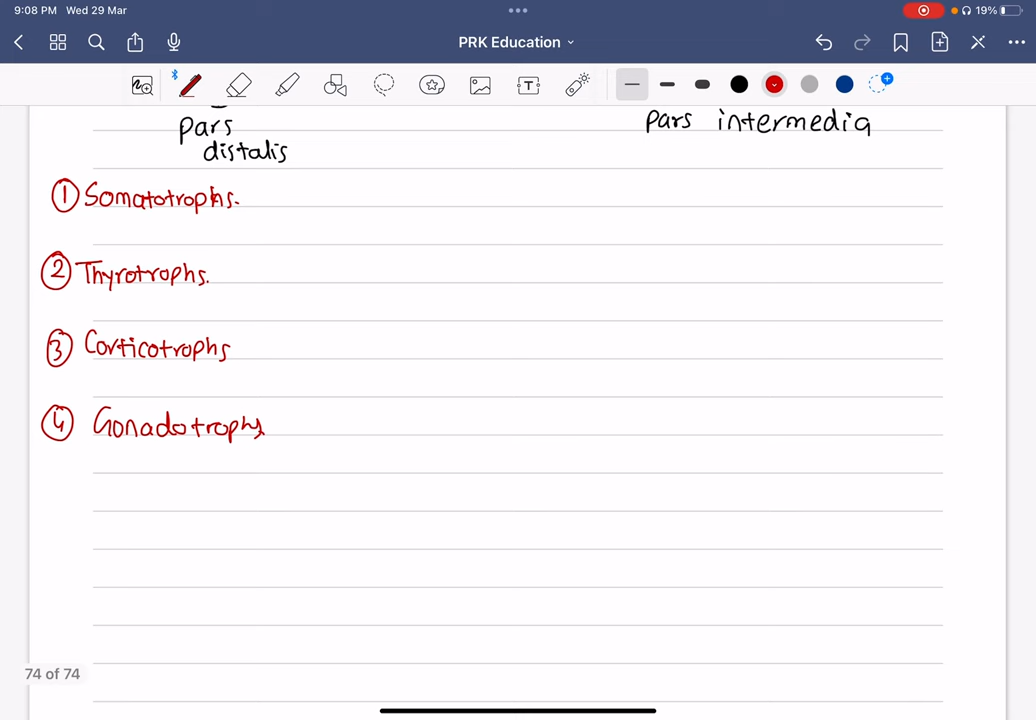 9:08 PM Wed 29 Mar
19%
PRK Education
T
pars
distalis
pars intermedia
① Somatotrophs.
② Thyrotrophs.
③ Corticotrophs
④ Gonadotrophs
74 of 74